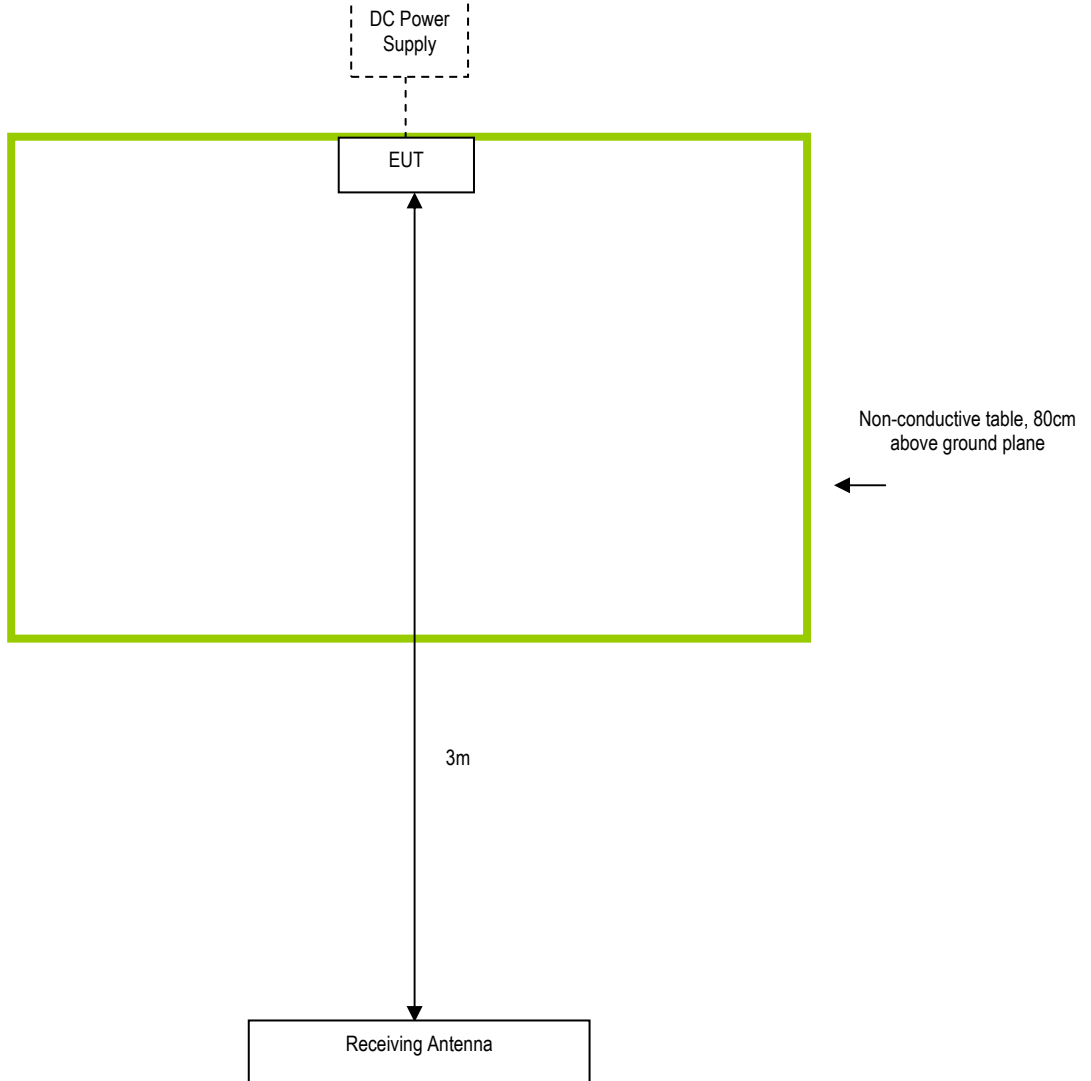 DC Power
Supply
EUT
Non-conductive table, 80cm
above ground plane
3m
Receiving Antenna